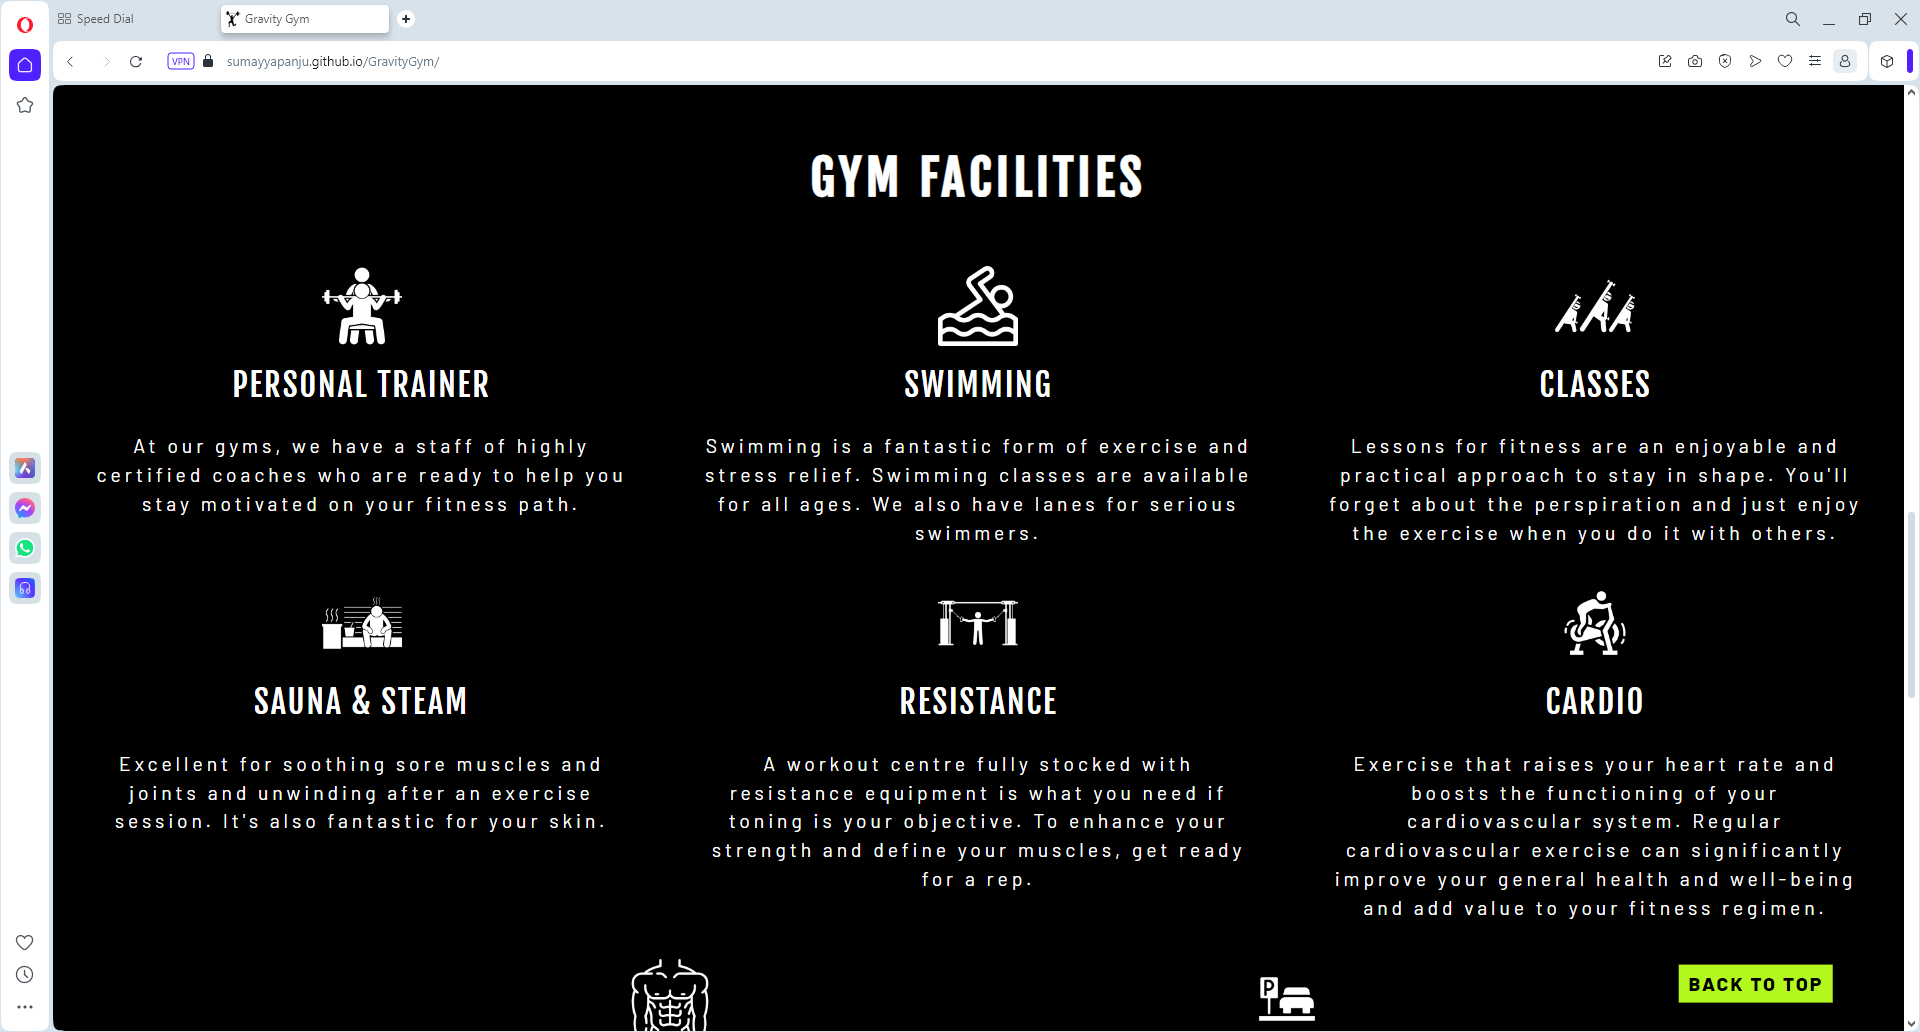 Speed Dial
Gravity Gym
VPN
sumayyapanju.github.io/GravityGym/
GYM FACILITIES
PERSONAL TRAINER
At our gyms, we have a staff of highly
certified coaches who are ready to help you
stay motivated on your fitness path.
SWIMMING
Swimming is a fantastic form of exercise and
stress relief. Swimming classes are available
for all ages. We also have lanes for serious
swimmers.
CLASSES
Lessons for fitness are an enjoyable and
practical approach to stay in shape. You'll
forget about the perspiration and just enjoy
the exercise when you do it with others.
SAUNA & STEAM
Excellent for soothing sore muscles and
joints and unwinding after an exercise
session. It's also fantastic for your skin.
RESISTANCE
A workout centre fully stocked with
resistance equipment is what you need if
toning is your objective. To enhance your
strength and define your muscles, get ready
for a rep.
CARDIO
Exercise that raises your heart rate and
boosts the functioning of your
cardiovascular system. Regular
cardiovascular exercise can significantly
improve your general health and well-being
and add value to your fitness regimen.
P
BACK TO TOP